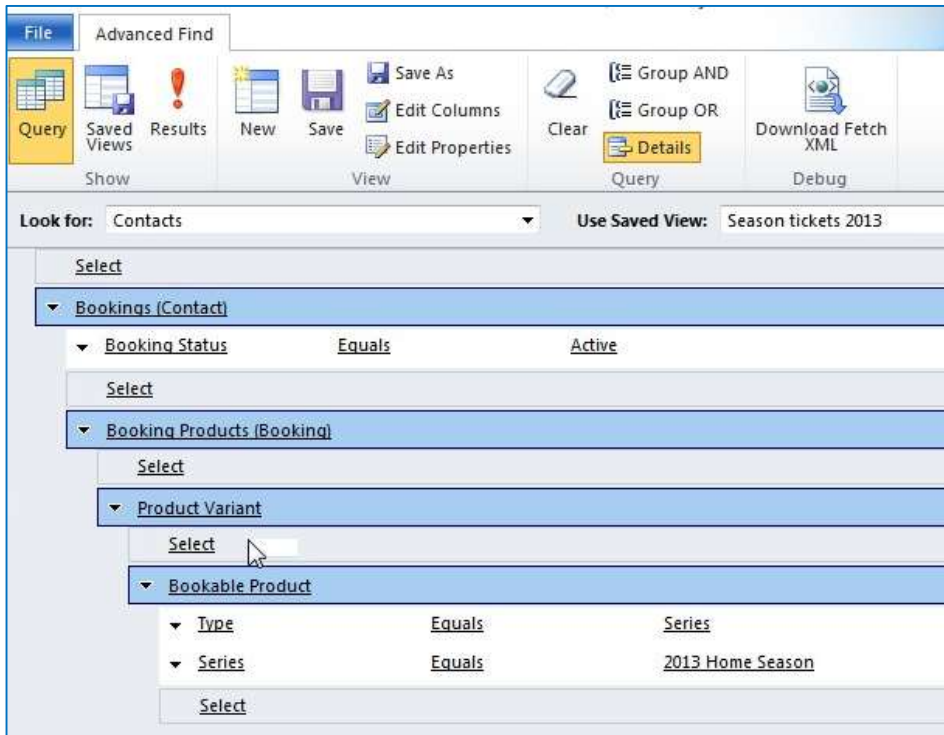 File Advanced Find
Query
Saved Views
Results
New
Save
Save As
Edit Columns
Edit Properties
Clear
Group AND
Group OR
Details
Download Fetch XML
Show View Query Debug
Look for: Contacts Use Saved View: Season tickets 2013
Select
Bookings (Contact)
Booking Status Equals Active
Select
Booking Products (Booking)
Select
Product Variant
Select
Bookable Product
Type Equals Series
Series Equals 2013 Home Season
Select